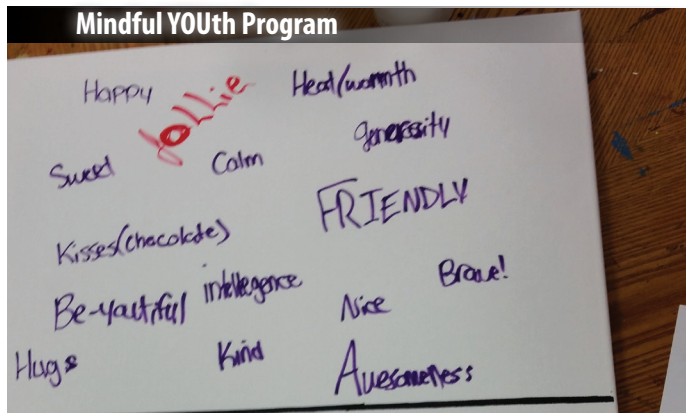 Mindful YOUth Program
Happy
Jollie
Heat/warmth
generosity
Sweet
Calm
FRIENDLY
Kisses(chocolate)
Be-youtiful
intellegence
Brave!
Nice
Hugs
Kind
Awesomeness